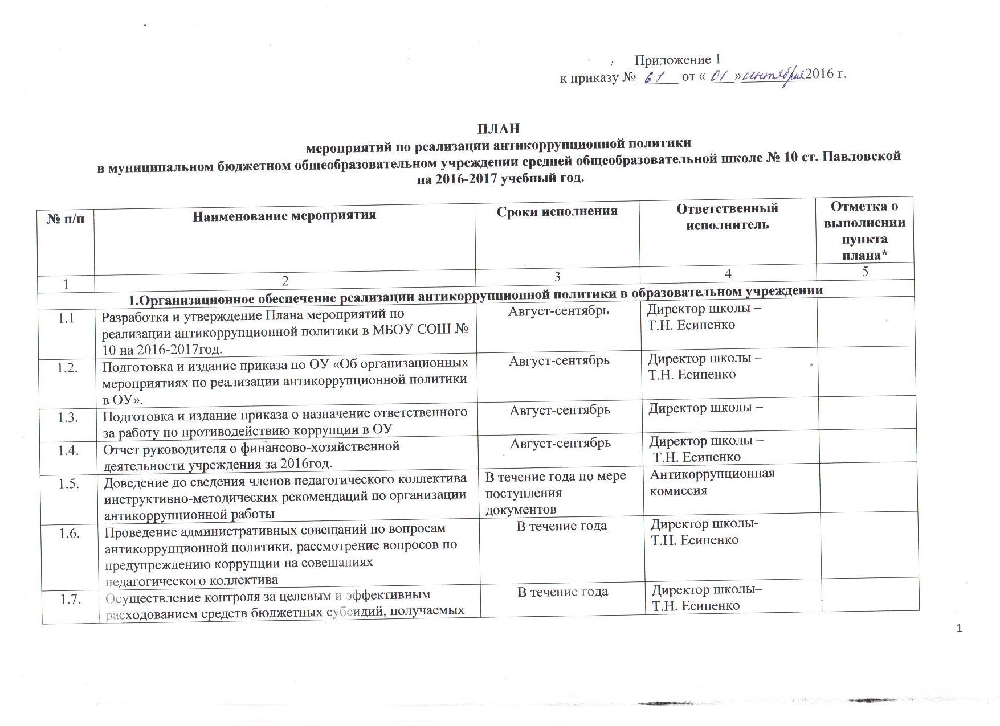 Приложение 1
к приказу № 61 от «01» сентября 2016 г.
ПЛАН
мероприятий по реализации антикоррупционной политики
в муниципальном бюджетном общеобразовательном учреждении средней общеобразовательной школе № 10 ст. Павловской
на 2016-2017 учебный год.
№ п/п
Наименование мероприятия
Сроки исполнения
Ответственный
исполнитель
Отметка о
выполнении
пункта
плана*
1
2
3
4
5
1.Организационное обеспечение реализации антикоррупционной политики в образовательном учреждении
1.1
Разработка и утверждение Плана мероприятий по
реализации антикоррупционной политики в МБОУ СОШ №
10 на 2016-2017год.
Август-сентябрь
Директор школы –
Т.Н. Есипенко
1.2.
Подготовка и издание приказа по ОУ «Об организационных
мероприятиях по реализации антикоррупционной политики
в ОУ».
Август-сентябрь
Директор школы –
Т.Н. Есипенко
1.3.
Подготовка и издание приказа о назначение ответственного
за работу по противодействию коррупции в ОУ
Август-сентябрь
Директор школы –
1.4.
Отчет руководителя о финансово-хозяйственной
деятельности учреждения за 2016год.
Август-сентябрь
Директор школы –
Т.Н. Есипенко
1.5.
Доведение до сведения членов педагогического коллектива
инструктивно-методических рекомендаций по организации
антикоррупционной работы
В течение года по мере
поступления
документов
Антикоррупционная
комиссия
1.6.
Проведение административных совещаний по вопросам
антикоррупционной политики, рассмотрение вопросов по
предупреждению коррупции на совещаниях
педагогического коллектива
В течение года
Директор школы-
Т.Н. Есипенко
1.7.
Осуществление контроля за целевым и эффективным
расходованием средств бюджетных субсидий, получаемых
В течение года
Директор школы–
Т.Н. Есипенко
1